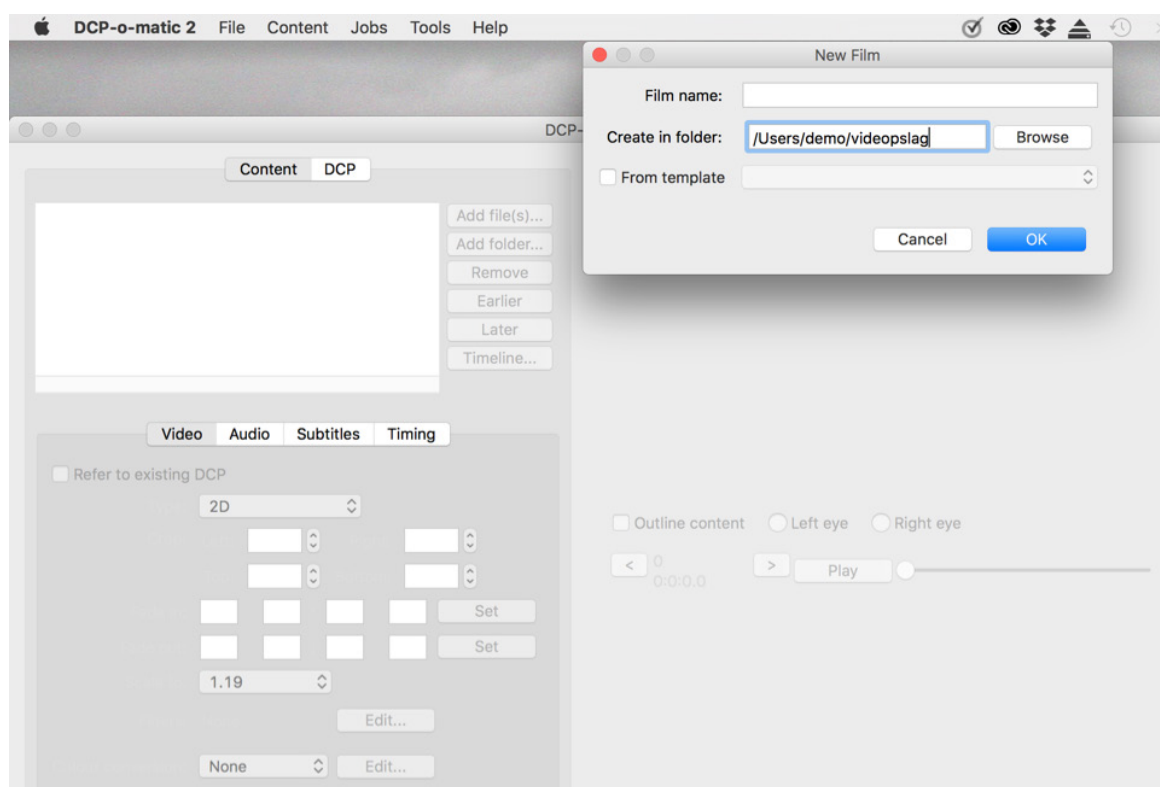 DCP-o-matic 2 File Content Jobs Tools Help
New Film
Film name:
Create in folder: /Users/demo/videopslag Browse
From template
Cancel OK
DCP-
Content DCP
Add file(s)...
Add folder...
Remove
Earlier
Later
Timeline...
Video Audio Subtitles Timing
Refer to existing DCP
2D
Outline content Left eye Right eye
< 0 > Play
0:0:0.0
Set
Set
1.19
Edit...
None Edit...